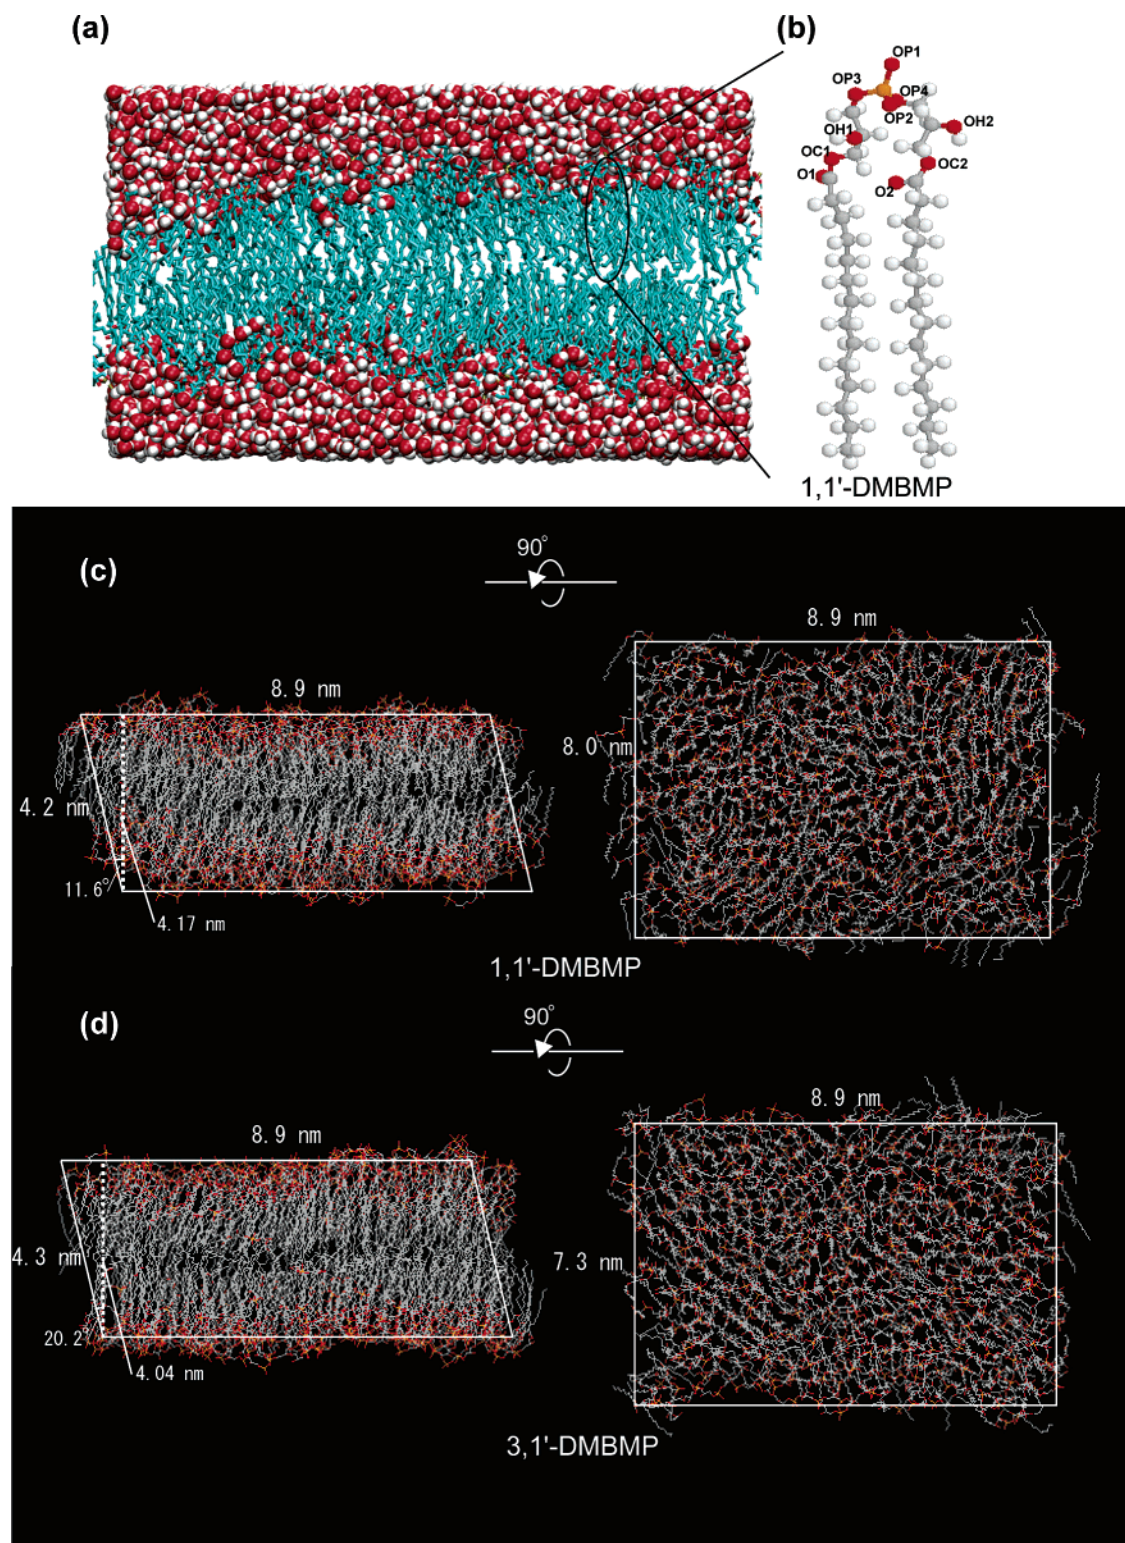 (a)
(b)
OP1
OP3
OP4
OP2
OH1
OH2
OC1
OC2
O1
O2
1,1'-DMBMP
(c)
90°
8.9 nm
8.9 nm
8.0 nm
4.2 nm
11.6°
4.17 nm
1,1'-DMBMP
(d)
90°
8.9 nm
8.9 nm
4.3 nm
7.3 nm
20.2°
4.04 nm
3,1'-DMBMP